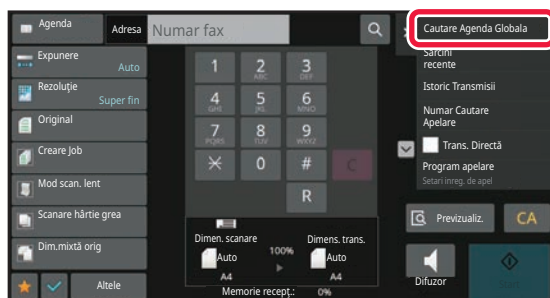 Agenda
Adresa
Numar fax
Cautare Agenda Globala
Expunere
Auto
Rezoluție
Super fin
Original
Creare Job
Mod scan. lent
Scanare hârtie grea
Dim.mixtă orig
Altele
1
2
ABC
3
DEF
4
GHI
5
JKL
6
MNO
7
PQRS
8
TUV
9
WXYZ
0
#
C
R
Dimen. scanare
100%
Dimens. trans.
Auto
A4
Auto
A4
Memorie recepț.:
0%
Sarcini
recente
Istoric Transmisii
Numar Cautare
Apelare
Trans. Directă
Program apelare
Setari inreg. de apel
Previzualiz.
CA
Difuzor
Start